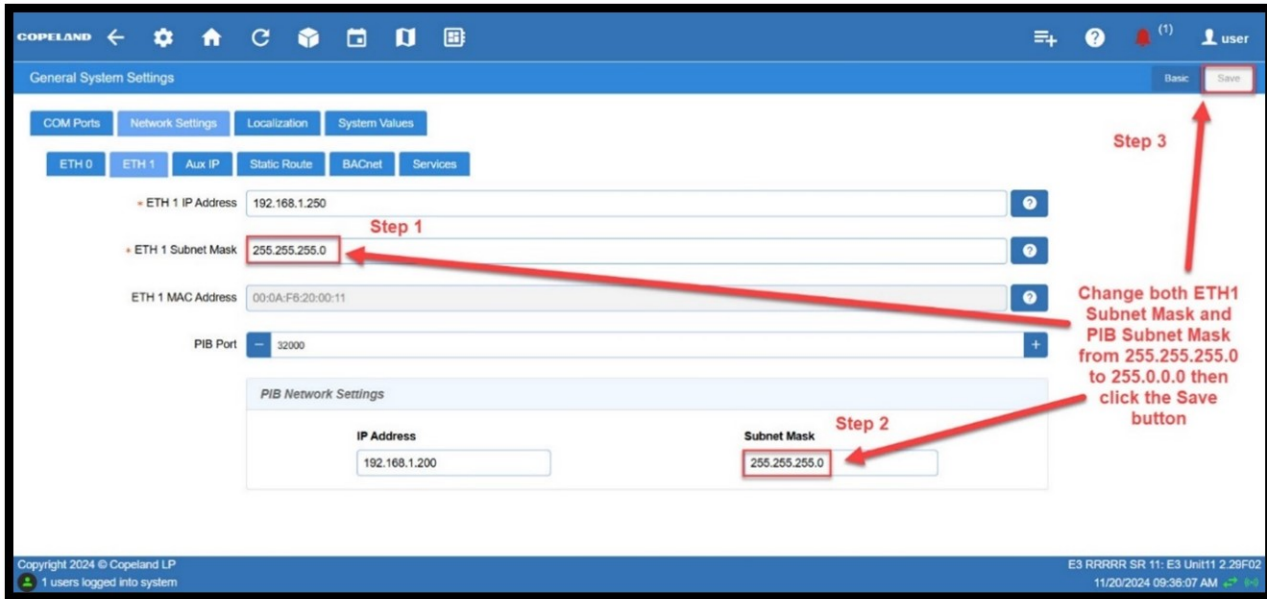 COPELAND
(1)
user
General System Settings
Basic
Save
COM Ports
Network Settings
Localization
System Values
Step 3
ETH 0
ETH 1
Aux IP
Static Route
BACnet
Services
* ETH 1 IP Address
192.168.1.250
?
Step 1
* ETH 1 Subnet Mask
255.255.255.0
?
ETH 1 MAC Address
00:0A:F6:20:00:11
?
Change both ETH1
Subnet Mask and
PIB Subnet Mask
from 255.255.255.0
to 255.0.0.0 then
click the Save
button
PIB Port
32000
PIB Network Settings
Step 2
IP Address
Subnet Mask
192.168.1.200
255.255.255.0
Copyright 2024 © Copeland LP
E3 RRRRR SR 11: E3 Unit11 2.29F02
1 users logged into system
11/20/2024 09:36:07 AM